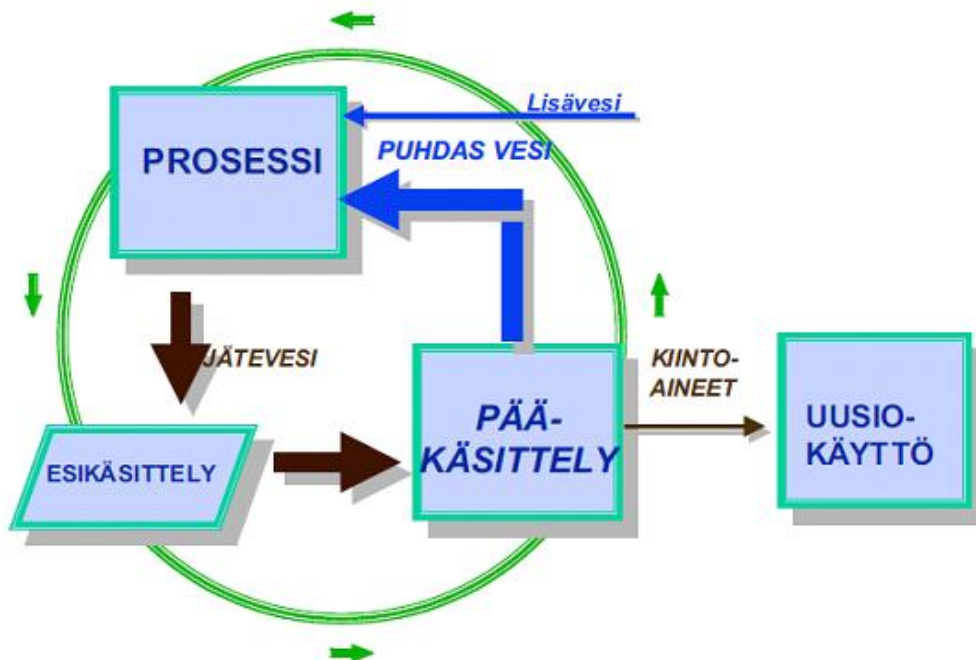 Lisävesi
PROSESSI
PUHDAS VESI
JÄTEVESI
KIINTO-
AINEET
PÄÄ-
KÄSITTELY
UUSIO-
KÄYTTÖ
ESIKÄSITTELY